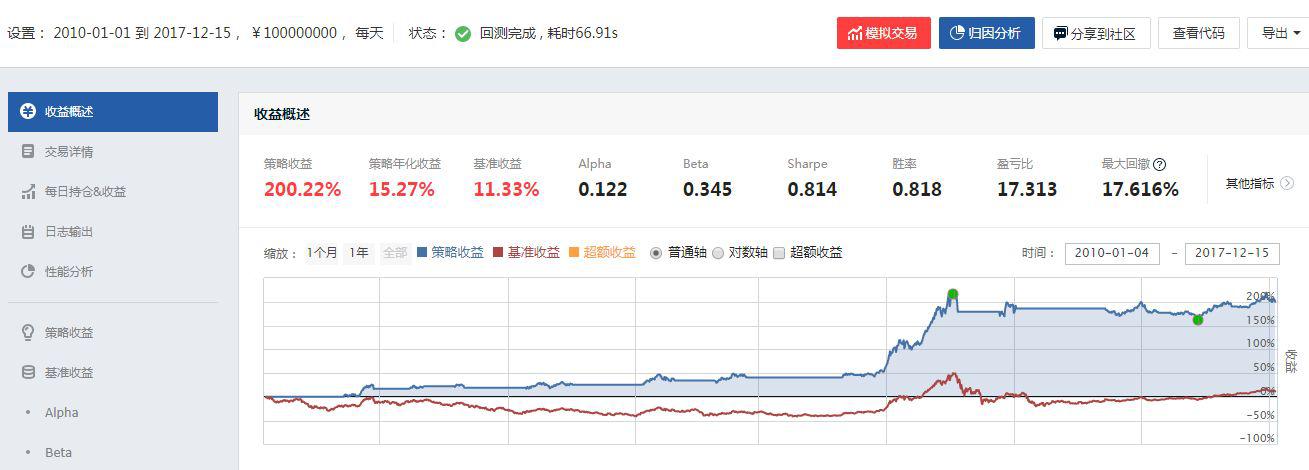 设置： 2010-01-01 到 2017-12-15， ￥100000000， 每天 状态： 回测完成 , 耗时66.91s 模拟交易 归因分析 分享到社区 查看代码 导出
收益概述
交易详情
每日持仓&收益
日志输出
性能分析
策略收益
基准收益
Alpha
Beta
收益概述
策略收益 策略年化收益 基准收益 Alpha Beta Sharpe 胜率 盈亏比 最大回撤
200.22% 15.27% 11.33% 0.122 0.345 0.814 0.818 17.313 17.616% 其他指标
缩放： 1个月 1年 全部 策略收益 基准收益 超额收益 普通轴 对数轴 超额收益 时间： 2010-01-04 - 2017-12-15
200%
150%
100%
50%
0%
-50%
-100%
收益